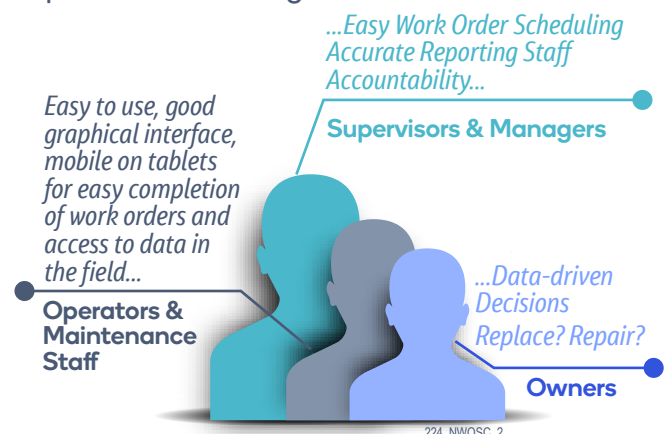 ...Easy Work Order Scheduling
Accurate Reporting Staff
Accountability...
Supervisors & Managers
Easy to use, good
graphical interface,
mobile on tablets
for easy completion
of work orders and
access to data in
the field...
Operators &
Maintenance
Staff
...Data-driven
Decisions
Replace? Repair?
Owners
224_NWOSC_2